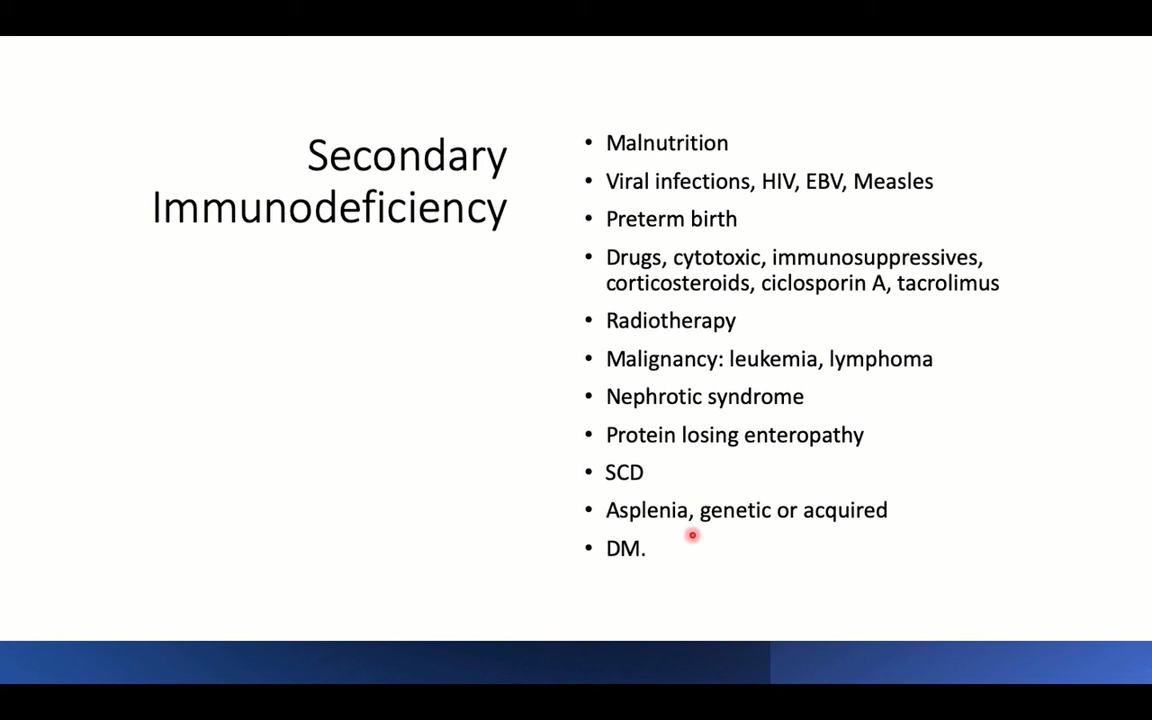 Secondary
Immunodeficiency
• Malnutrition
• Viral infections, HIV, EBV, Measles
• Preterm birth
• Drugs, cytotoxic, immunosuppressives,
corticosteroids, ciclosporin A, tacrolimus
• Radiotherapy
• Malignancy: leukemia, lymphoma
• Nephrotic syndrome
• Protein losing enteropathy
• SCD
• Asplenia, genetic or acquired
• DM.